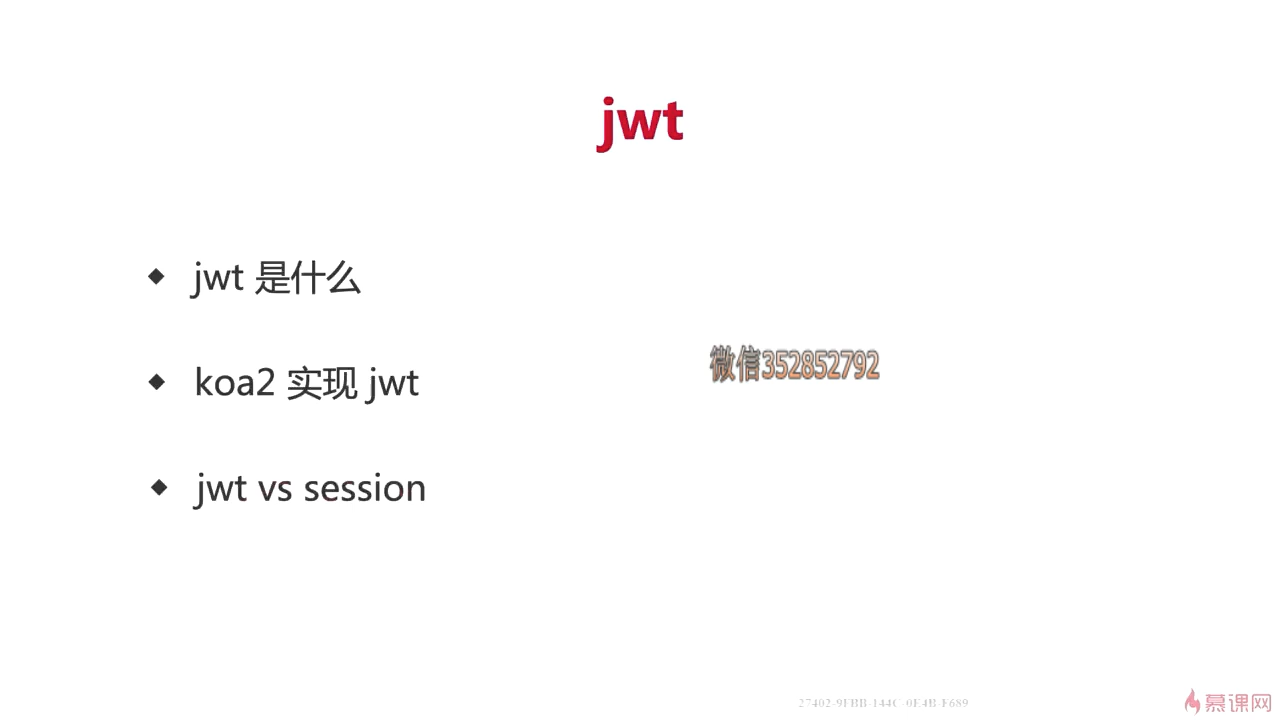 jwt
◆ jwt 是什么
◆ koa2 实现 jwt
微信352852792
◆ jwt vs session
27402-9FBB-144C-0E4B-F689
慕课网